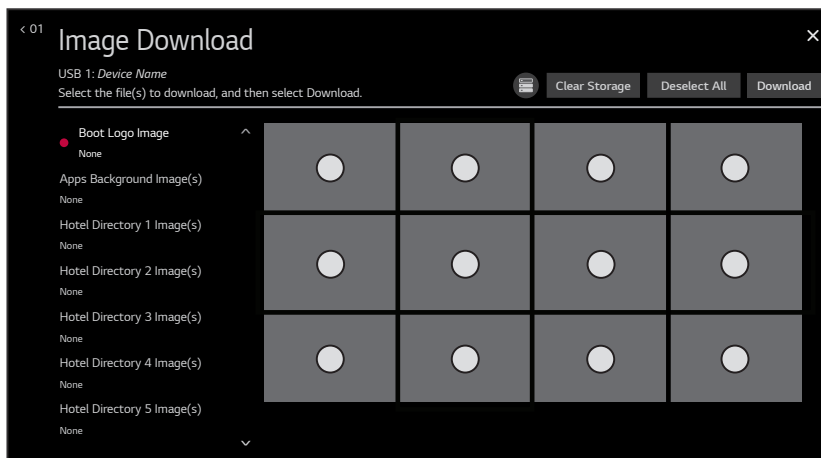 < 01
Image Download
USB 1: Device Name
Select the file(s) to download, and then select Download.
Clear Storage
Deselect All
Download
Boot Logo Image
None
Apps Background Image(s)
None
Hotel Directory 1 Image(s)
None
Hotel Directory 2 Image(s)
None
Hotel Directory 3 Image(s)
None
Hotel Directory 4 Image(s)
None
Hotel Directory 5 Image(s)
None